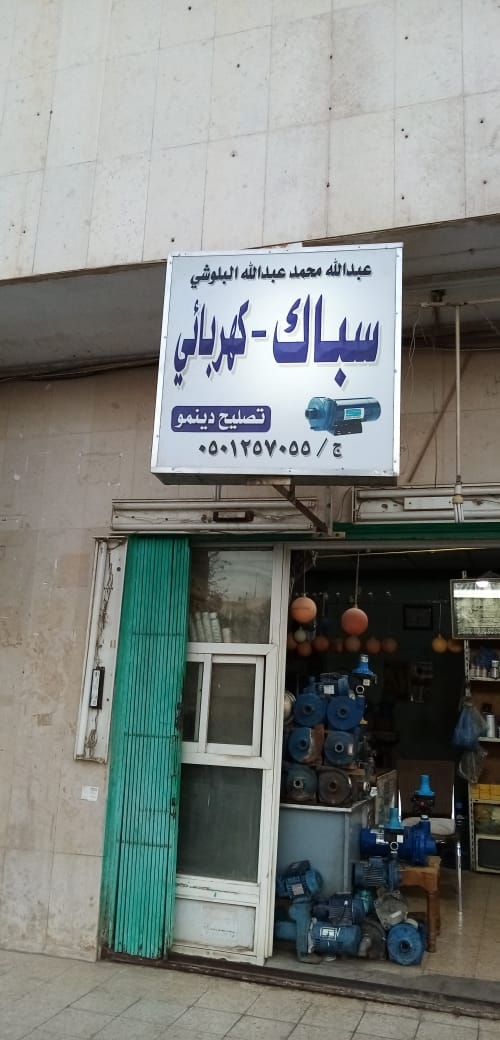 عبدالله محمد عبدالله البلوشي
سباك - كهربائي
تصليح دينمو
ج / ٠٥٠١٢٥٧٠٥٥